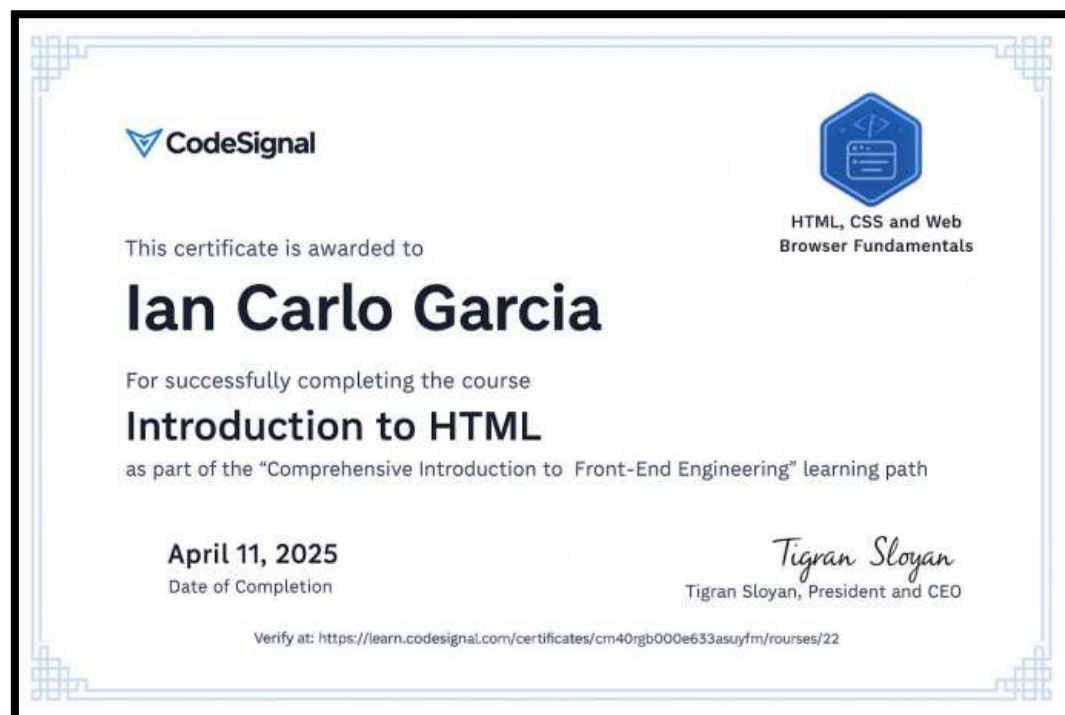 CodeSignal
</>
HTML, CSS and Web
Browser Fundamentals
This certificate is awarded to
Ian Carlo Garcia
For successfully completing the course
Introduction to HTML
as part of the “Comprehensive Introduction to Front-End Engineering” learning path
April 11, 2025
Date of Completion
Tigran Sloyan
Tigran Sloyan, President and CEO
Verify at: https://learn.codesignal.com/certificates/cm40rgb000e633asuyfm/rourses/22